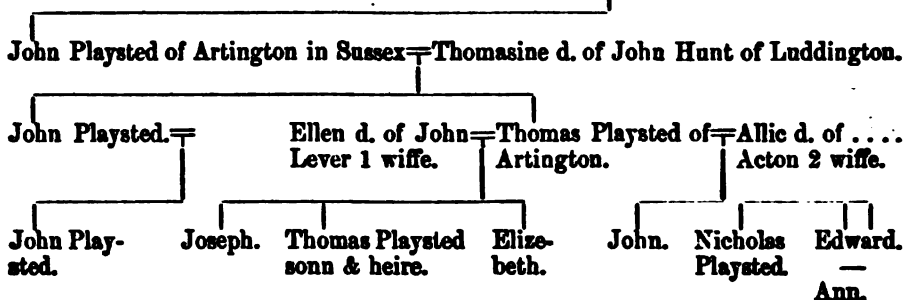 John Playsted of Artington in Sussex=Thomasine d. of John Hunt of Luddington.
John Playsted.= Ellen d. of John=Thomas Playsted of=Allic d. of ....
Lever 1 wiffe. Artington. Acton 2 wiffe.
John Play- Joseph. Thomas Playsted Elize- John. Nicholas Edward.
sted. sonn & heire. beth. Playsted. —
Ann.